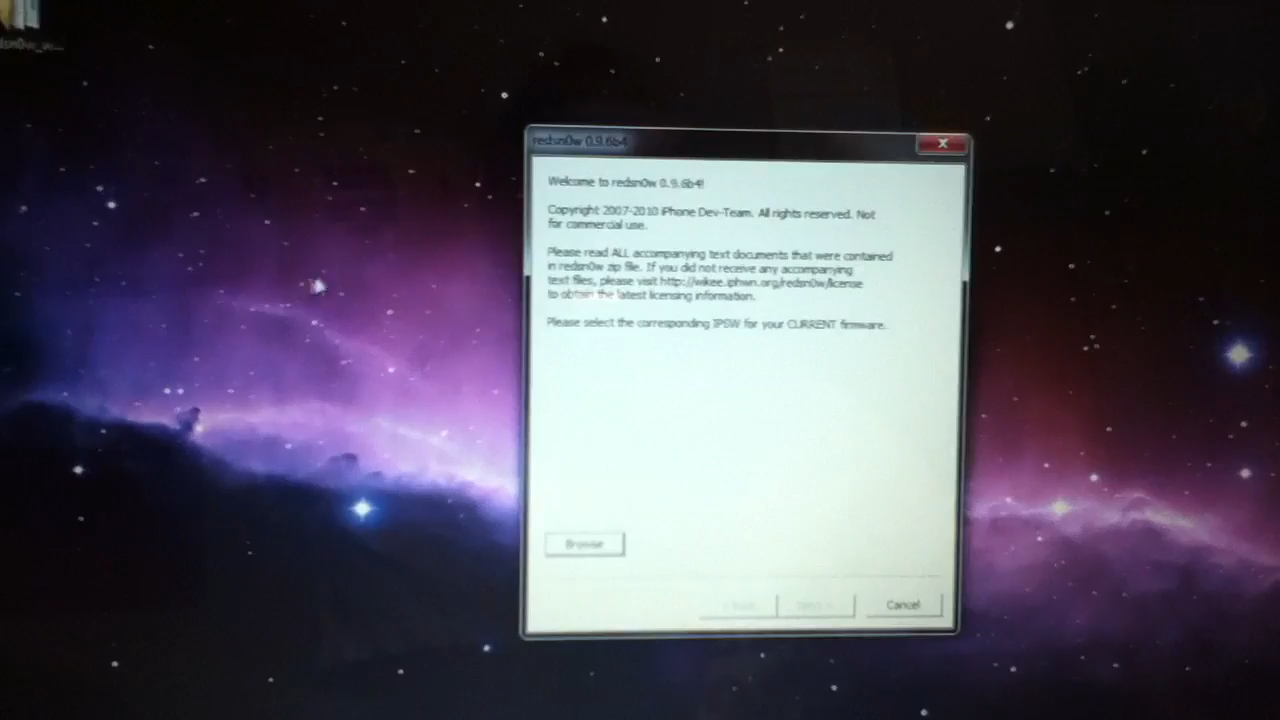 redsn0w 0.9.6b4
Welcome to redsn0w 0.9.6b4!
Copyright 2007-2010 iPhone Dev-Team. All rights reserved. Not
for commercial use.
Please read ALL accompanying text documents that were contained
in redsn0w zip file. If you did not receive any accompanying
text files, please visit http://wikee.iphwn.org/redsn0w/license
to obtain the latest licensing information.
Please select the corresponding IPSW for your CURRENT firmware.
Browse
< Back
Next >
Cancel